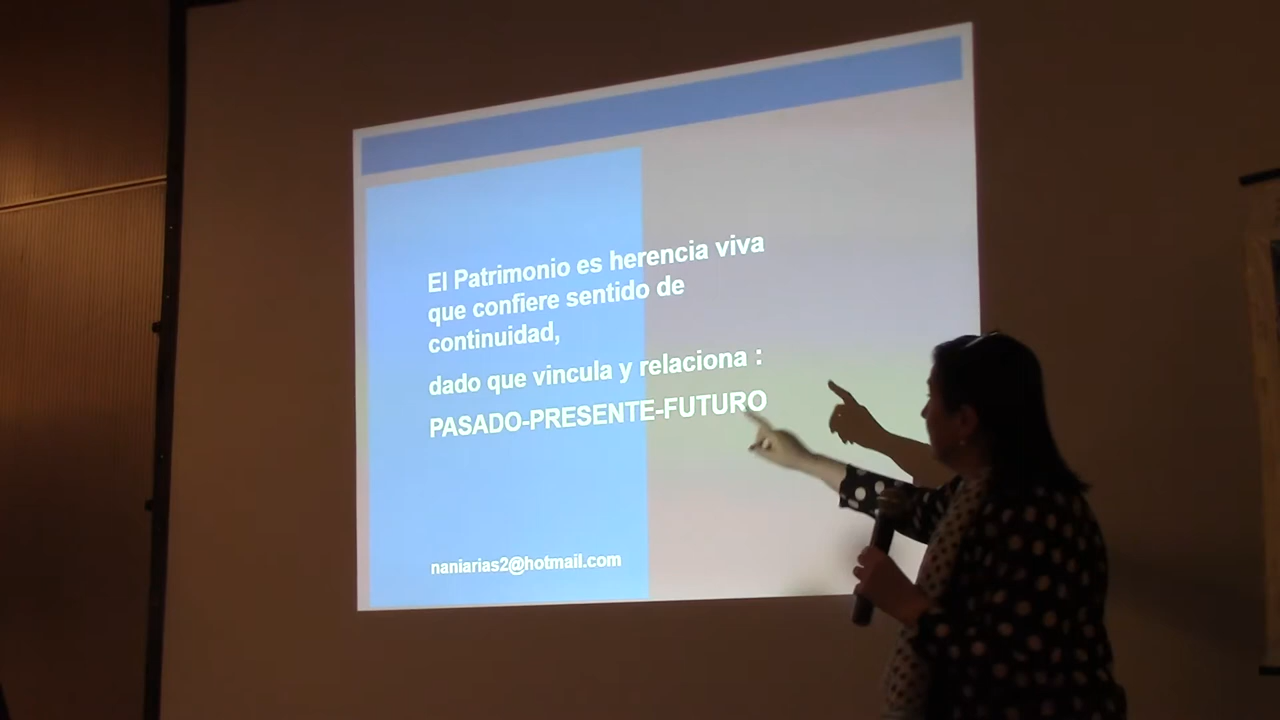 El Patrimonio es herencia viva
que confiere sentido de
continuidad,
dado que vincula y relaciona :
PASADO-PRESENTE-FUTURO
naniarias2@hotmail.com